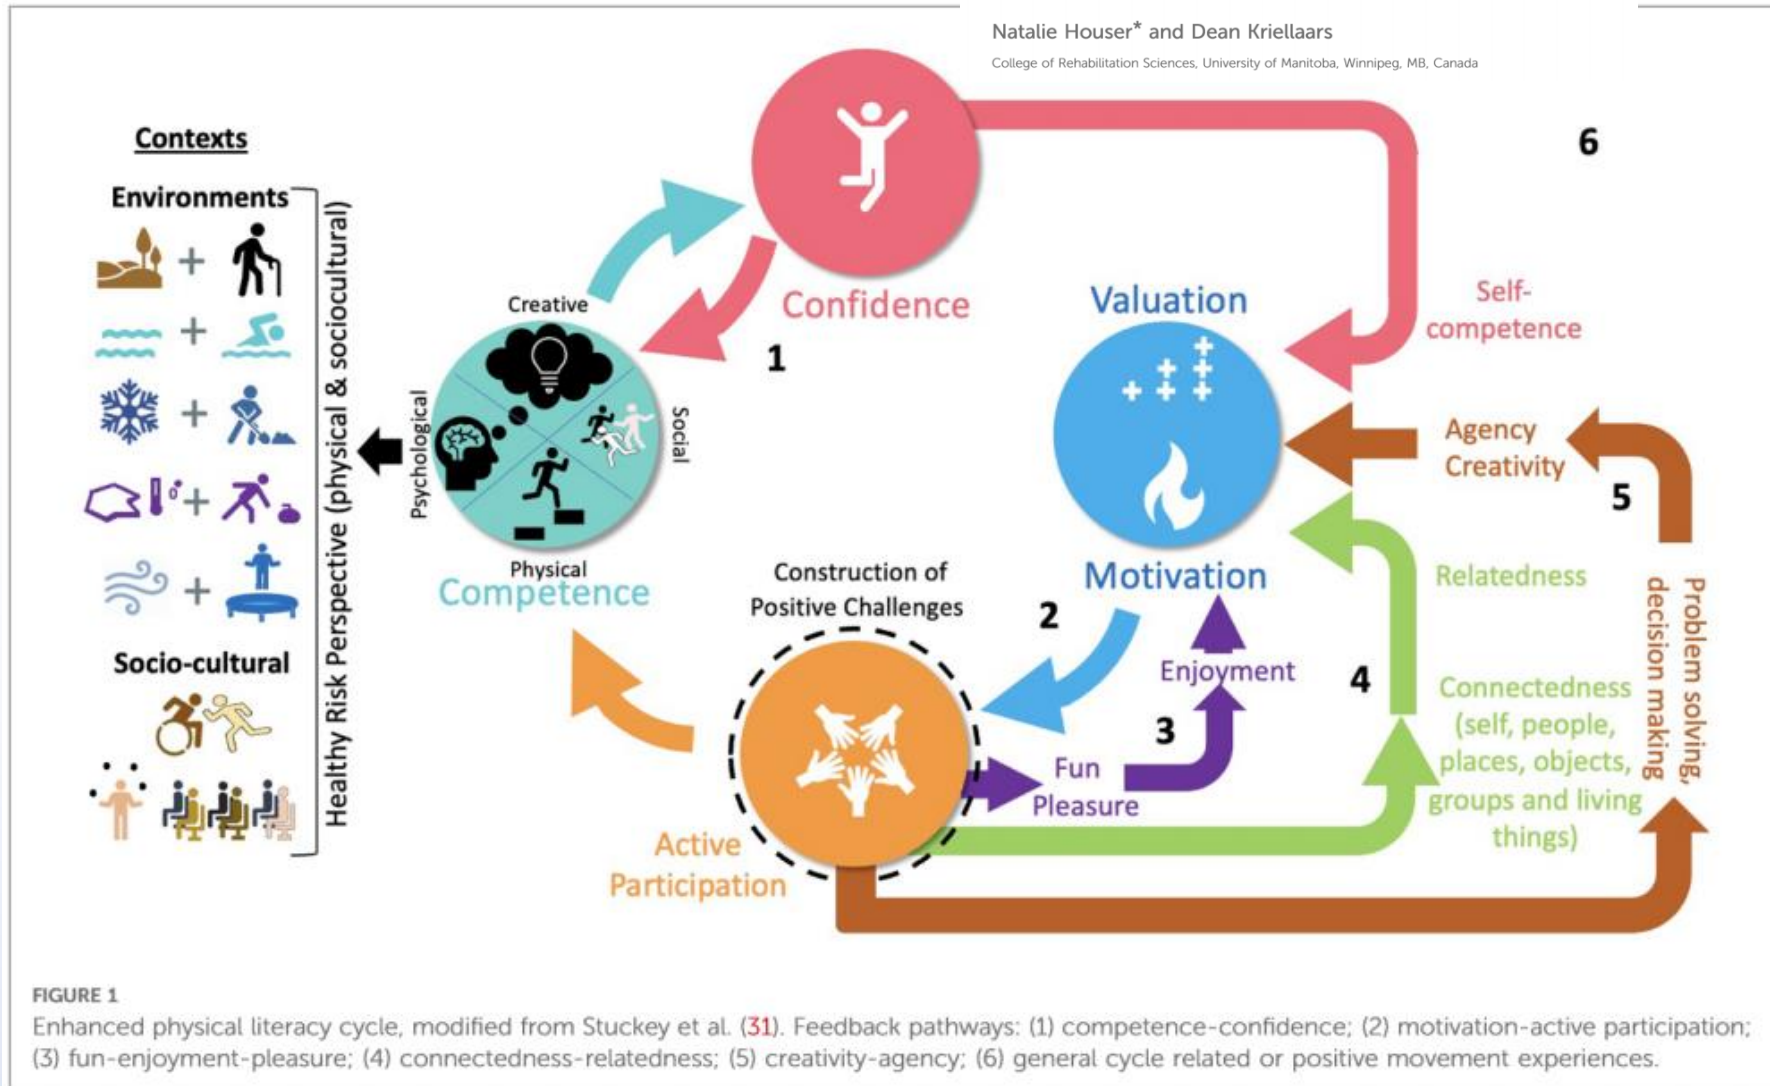 Natalie Houser* and Dean Kriellaars
College of Rehabilitation Sciences, University of Manitoba, Winnipeg, MB, Canada
Contexts
Environments
Socio-cultural
Healthy Risk Perspective (physical & sociocultural)
Creative
Psychological
Social
Physical
Competence
Confidence
1
6
Valuation
Motivation
Self-
competence
Agency
Creativity
5
Relatedness
Construction of
Positive Challenges
2
Enjoyment
3
4
Fun
Pleasure
Connectedness
(self, people,
places, objects,
groups and living
things)
Problem solving,
decision making
Active
Participation
FIGURE 1
Enhanced physical literacy cycle, modified from Stuckey et al. (31). Feedback pathways: (1) competence-confidence; (2) motivation-active participation;
(3) fun-enjoyment-pleasure; (4) connectedness-relatedness; (5) creativity-agency; (6) general cycle related or positive movement experiences.